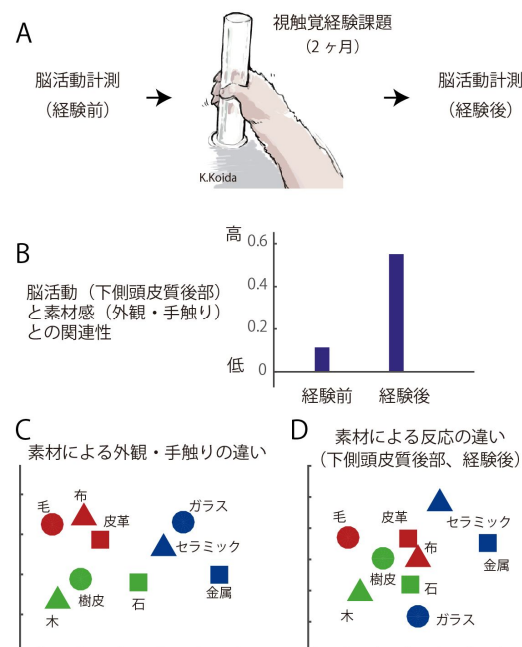 A
視触覚経験課題
（2 ヶ月）
脳活動計測
（経験前）
脳活動計測
（経験後）
K.Koida
B
脳活動（下側頭皮質後部）
と素材感（外観・手触り）
との関連性
高
0.6
0.2
低
0
経験前
経験後
C
素材による外観・手触りの違い
毛
布
皮革
ガラス
セラミック
樹皮
石
金属
木
D
素材による反応の違い
（下側頭皮質後部、経験後）
毛
皮革
セラミック
布
金属
樹皮
石
木
ガラス